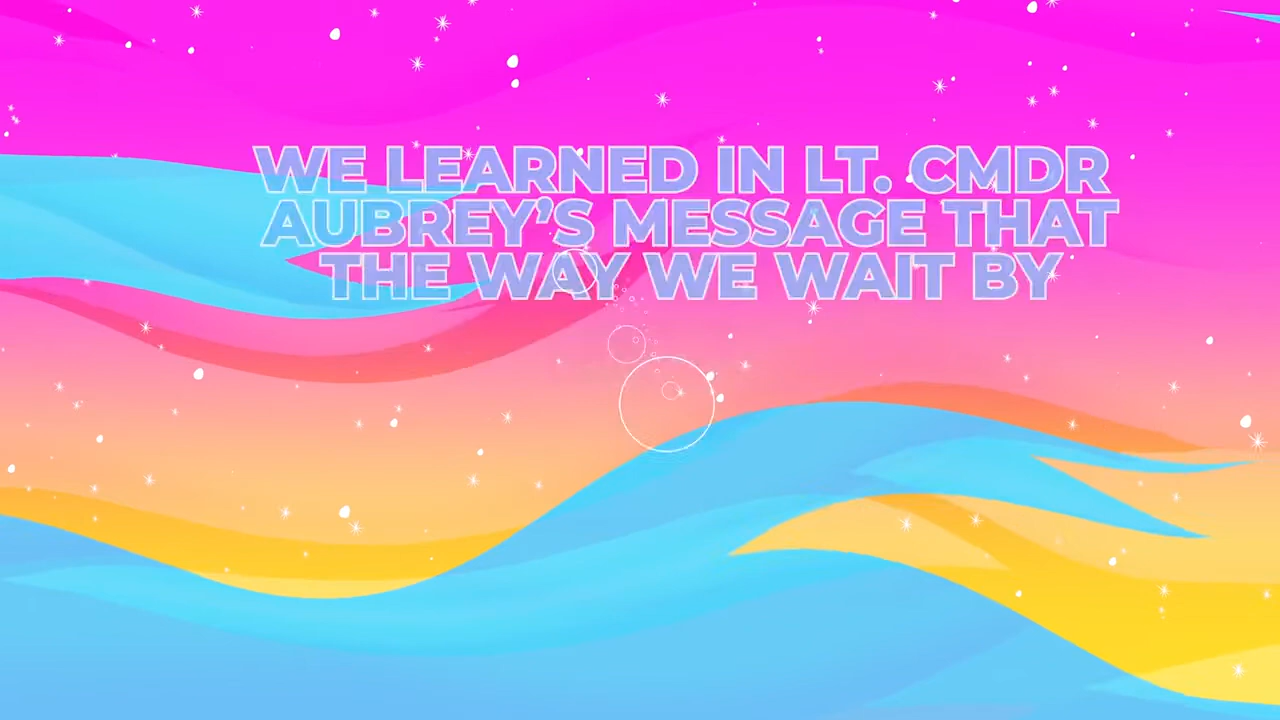 WE LEARNED IN LT. CMDR
AUBREY’S MESSAGE THAT
THE WAY WE WAIT BY